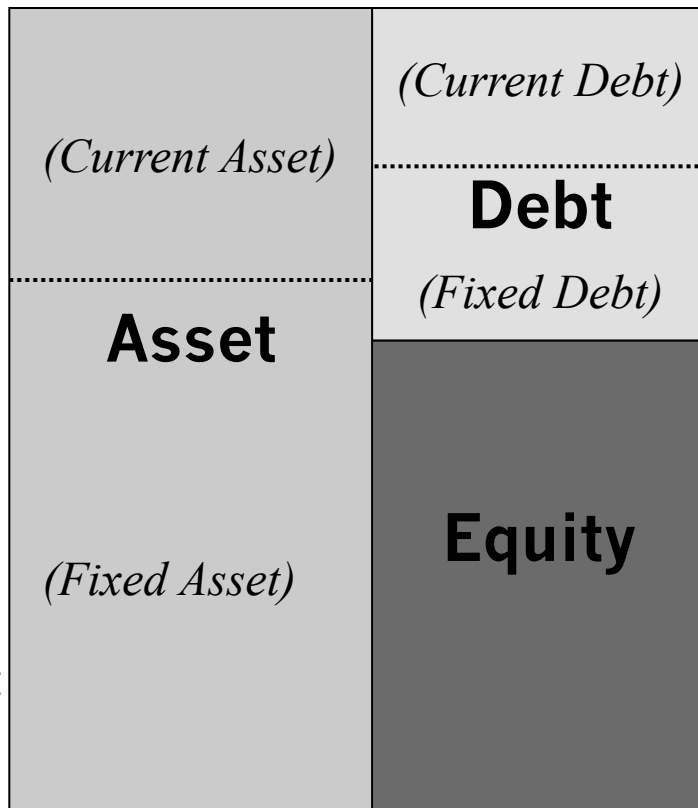 (Current Asset)
Asset
(Fixed Asset)
(Current Debt)
Debt
(Fixed Debt)
Equity